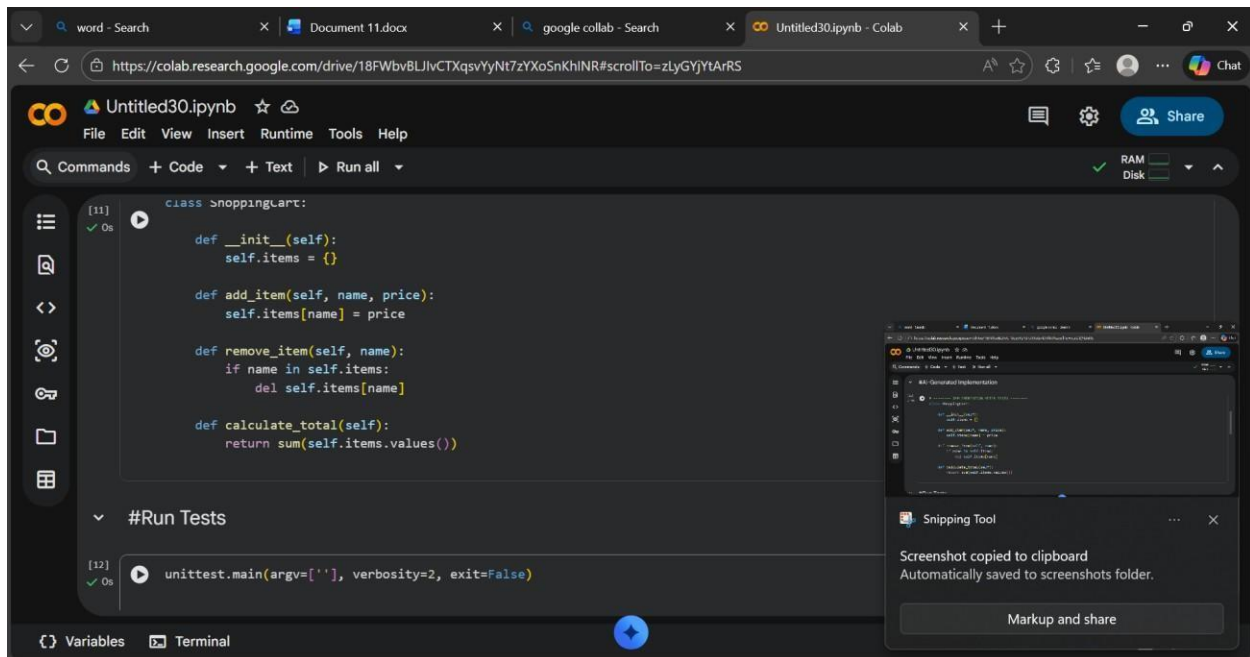 word - Search
Document 11.docx
google collab - Search
Untitled30.ipynb - Colab
https://colab.research.google.com/drive/18FWbvBLJIvCTXqsvYyNt7zYXoSnKhINR#scrollTo=zLyGYjYtArRS
Chat
Untitled30.ipynb
File Edit View Insert Runtime Tools Help
Share
Commands + Code + Text Run all
RAM
Disk
[11]
0s
class ShoppingCart:
def __init__(self):
self.items = {}
def add_item(self, name, price):
self.items[name] = price
def remove_item(self, name):
if name in self.items:
del self.items[name]
def calculate_total(self):
return sum(self.items.values())
#Run Tests
[12]
0s
unittest.main(argv=[''], verbosity=2, exit=False)
#AI-Generated Implementation
Snipping Tool
Screenshot copied to clipboard
Automatically saved to screenshots folder.
Markup and share
{} Variables
Terminal